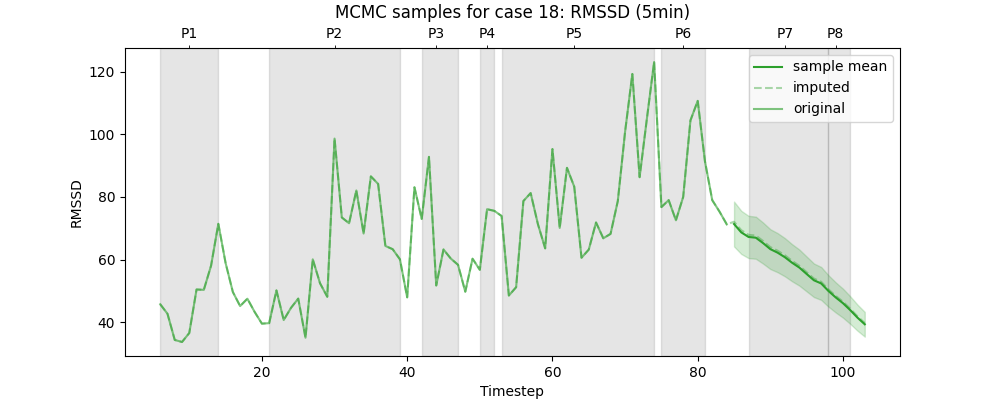 MCMC samples for case 18: RMSSD (5min)
P1 P2 P3 P4 P5 P6 P7 P8
sample mean
imputed
original
120
100
80
60
40
RMSSD
20 40 60 80 100
Timestep